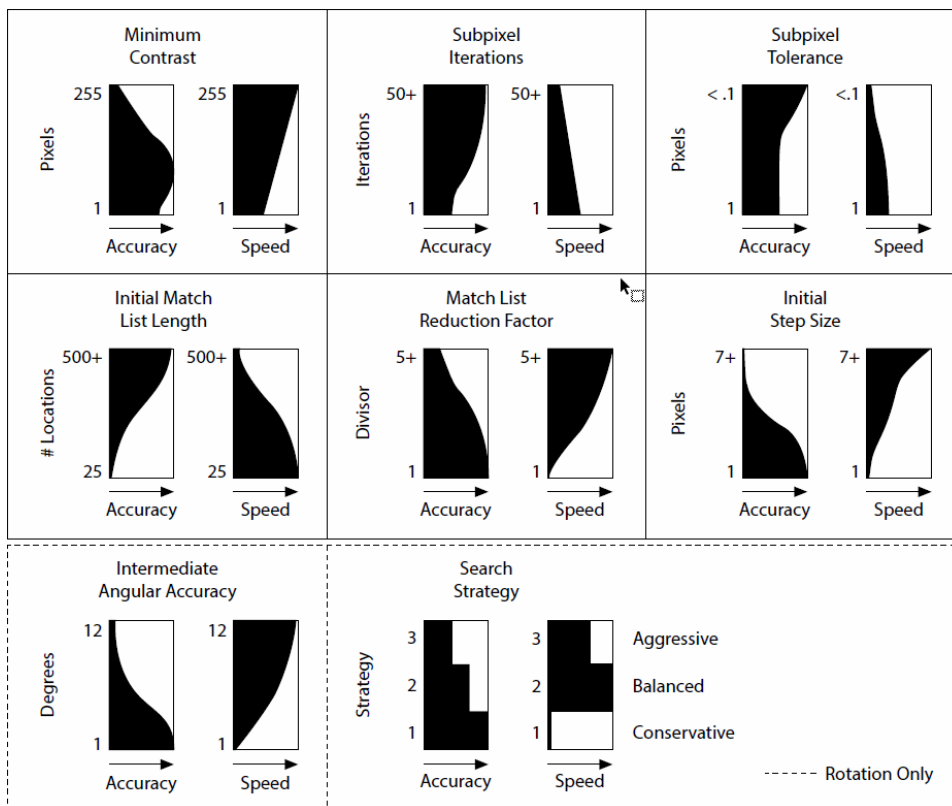 Minimum
Contrast
255
255
Pixels
1
1
Accuracy
Speed
Subpixel
Iterations
50+
50+
Iterations
1
1
Accuracy
Speed
Subpixel
Tolerance
< .1
<.1
Pixels
1
1
Accuracy
Speed
Initial Match
List Length
500+
500+
# Locations
25
25
Accuracy
Speed
Match List
Reduction Factor
5+
5+
Divisor
1
1
Accuracy
Speed
Initial
Step Size
7+
7+
Pixels
1
1
Accuracy
Speed
Intermediate
Angular Accuracy
12
12
Degrees
1
1
Accuracy
Speed
Search
Strategy
3
3
Aggressive
Strategy
2
2
Balanced
1
1
Conservative
Accuracy
Speed
Rotation Only